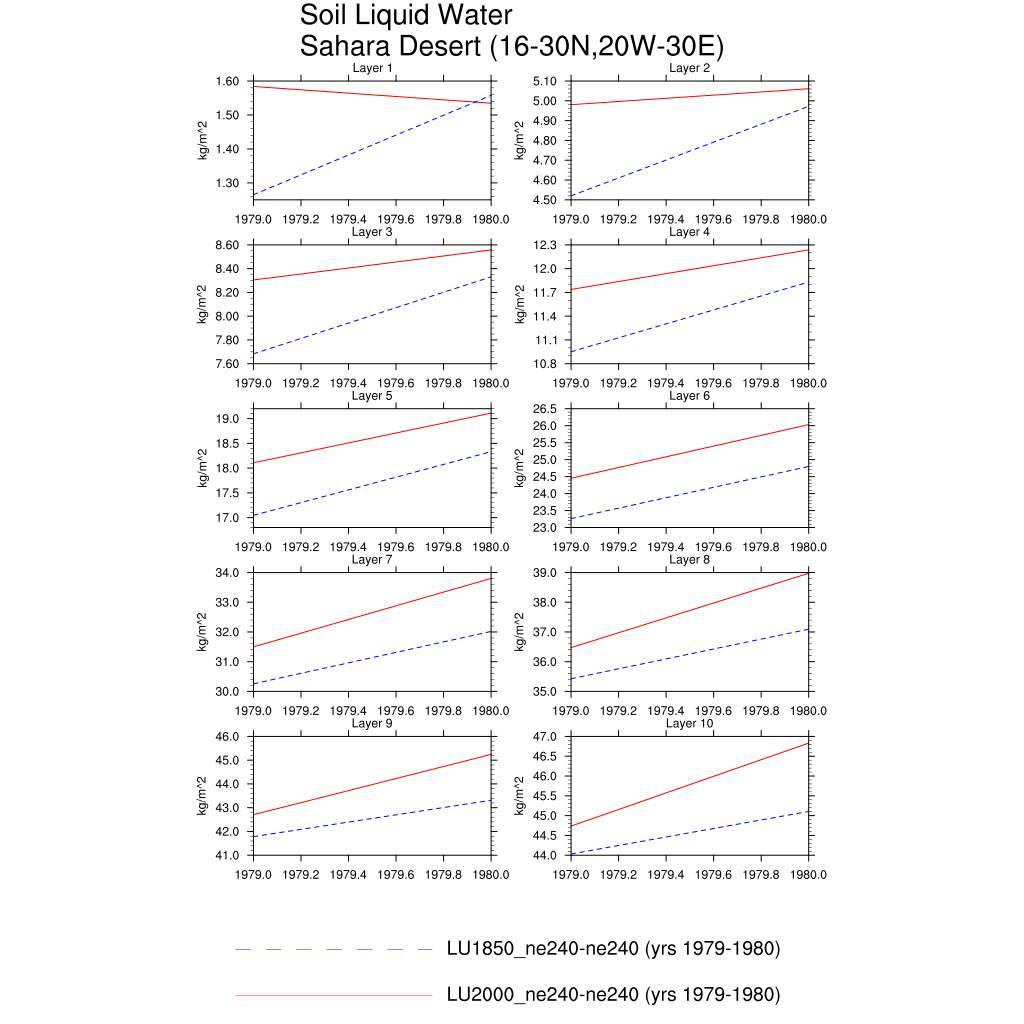 Soil Liquid Water
Sahara Desert (16-30N,20W-30E)
Layer 1
1.60
1.50
1.40
1.30
kg/m^2
1979.0 1979.2 1979.4 1979.6 1979.8 1980.0
Layer 2
5.10
5.00
4.90
4.80
4.70
4.60
4.50
kg/m^2
1979.0 1979.2 1979.4 1979.6 1979.8 1980.0
Layer 3
8.60
8.40
8.20
8.00
7.80
7.60
kg/m^2
1979.0 1979.2 1979.4 1979.6 1979.8 1980.0
Layer 4
12.3
12.0
11.7
11.4
11.1
10.8
kg/m^2
1979.0 1979.2 1979.4 1979.6 1979.8 1980.0
Layer 5
19.0
18.5
18.0
17.5
17.0
kg/m^2
1979.0 1979.2 1979.4 1979.6 1979.8 1980.0
Layer 6
26.5
26.0
25.5
25.0
24.5
24.0
23.5
23.0
kg/m^2
1979.0 1979.2 1979.4 1979.6 1979.8 1980.0
Layer 7
34.0
33.0
32.0
31.0
30.0
kg/m^2
1979.0 1979.2 1979.4 1979.6 1979.8 1980.0
Layer 8
39.0
38.0
37.0
36.0
35.0
kg/m^2
1979.0 1979.2 1979.4 1979.6 1979.8 1980.0
Layer 9
46.0
45.0
44.0
43.0
42.0
41.0
kg/m^2
1979.0 1979.2 1979.4 1979.6 1979.8 1980.0
Layer 10
47.0
46.5
46.0
45.5
45.0
44.5
44.0
kg/m^2
1979.0 1979.2 1979.4 1979.6 1979.8 1980.0
LU1850_ne240-ne240 (yrs 1979-1980)
LU2000_ne240-ne240 (yrs 1979-1980)